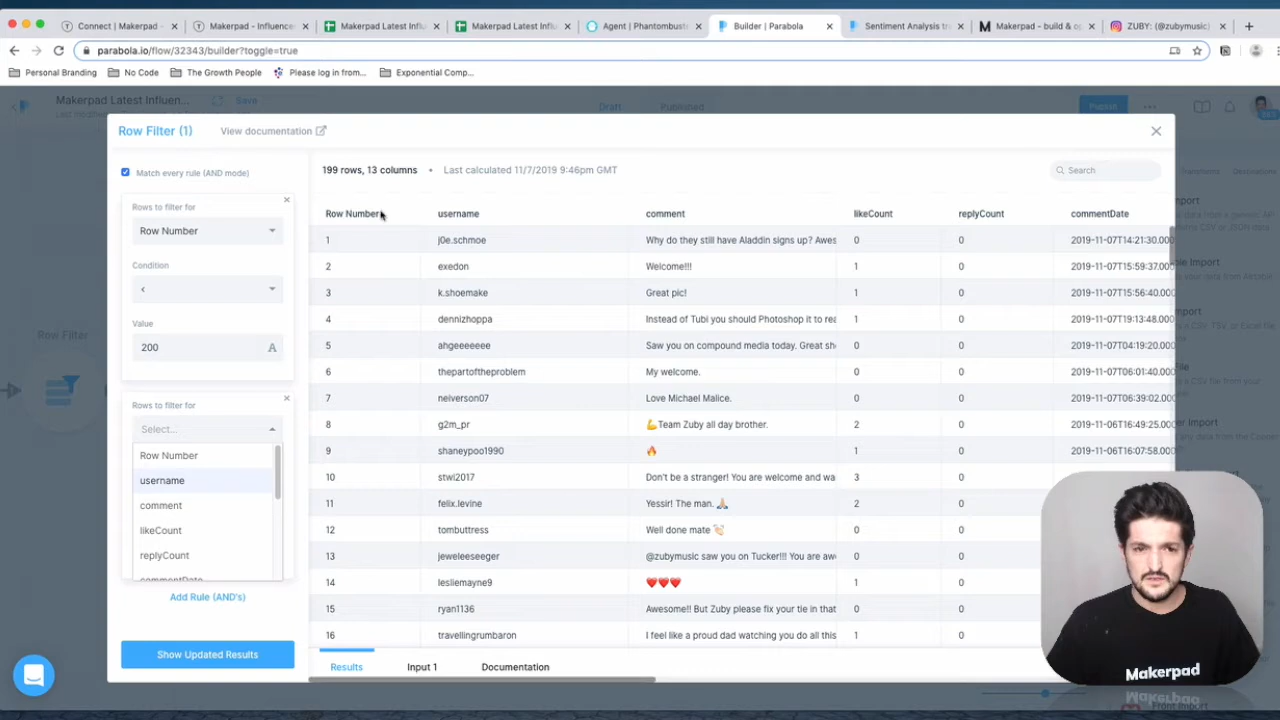 Connect | Makerpad -
Makerpad - Influence
Makerpad Latest Influ
Makerpad Latest Influ
Agent | Phantombust
Builder | Parabola
Sentiment Analysis tr
Makerpad - build & op
ZUBY: (@zubymusic)
parabola.io/flow/32343/builder?toggle=true
Personal Branding
No Code
The Growth People
Please log in from...
Exponential Comp...
Makerpad Latest Influen...
Save
Draft
Published
Publish
Row Filter (1)
View documentation
Match every rule (AND mode)
Rows to filter for
Row Number
Condition
<
Value
200 A
Rows to filter for
Select...
Row Number
username
comment
likeCount
replyCount
commentDate
Add Rule (AND's)
Show Updated Results
199 rows, 13 columns • Last calculated 11/7/2019 9:46pm GMT
Search
Row Number username comment likeCount replyCount commentDate
1 j0e.schmoe Why do they still have Aladdin signs up? Awes 0 0 2019-11-07T14:21:30.000
2 exedon Welcome!!! 1 0 2019-11-07T15:59:37.000
3 k.shoemake Great pic! 1 0 2019-11-07T15:56:40.000
4 dennizhoppa Instead of Tubi you should Photoshop it to rea 1 0 2019-11-07T19:13:48.000
5 ahgeeeeeee Saw you on compound media today. Great sh 0 0 2019-11-07T04:19:20.000
6 thepartoftheproblem My welcome. 0 0 2019-11-07T06:01:40.000
7 neiverson07 Love Michael Malice. 0 0 2019-11-07T06:39:02.000
8 g2m_pr 💪Team Zuby all day brother. 2 0 2019-11-06T16:49:25.000
9 shaneypoo1990 🔥 1 0 2019-11-06T16:07:58.000
10 stwi2017 Don't be a stranger! You are welcome and wa 3 0
11 felix.levine Yessir! The man. 🙏🏼 2 0
12 tombuttress Well done mate 👏🏻 0 0
13 jeweleeseeger @zubymusic saw you on Tucker!!! You are aw 0 0
14 lesliemayne9 ❤️❤️❤️ 1 0
15 ryan1136 Awesome!! But Zuby please fix your tie in that 0 0
16 travellingrumbaron I feel like a proud dad watching you do all this 1 0
Results
Input 1
Documentation
Row Filter
Makerpad